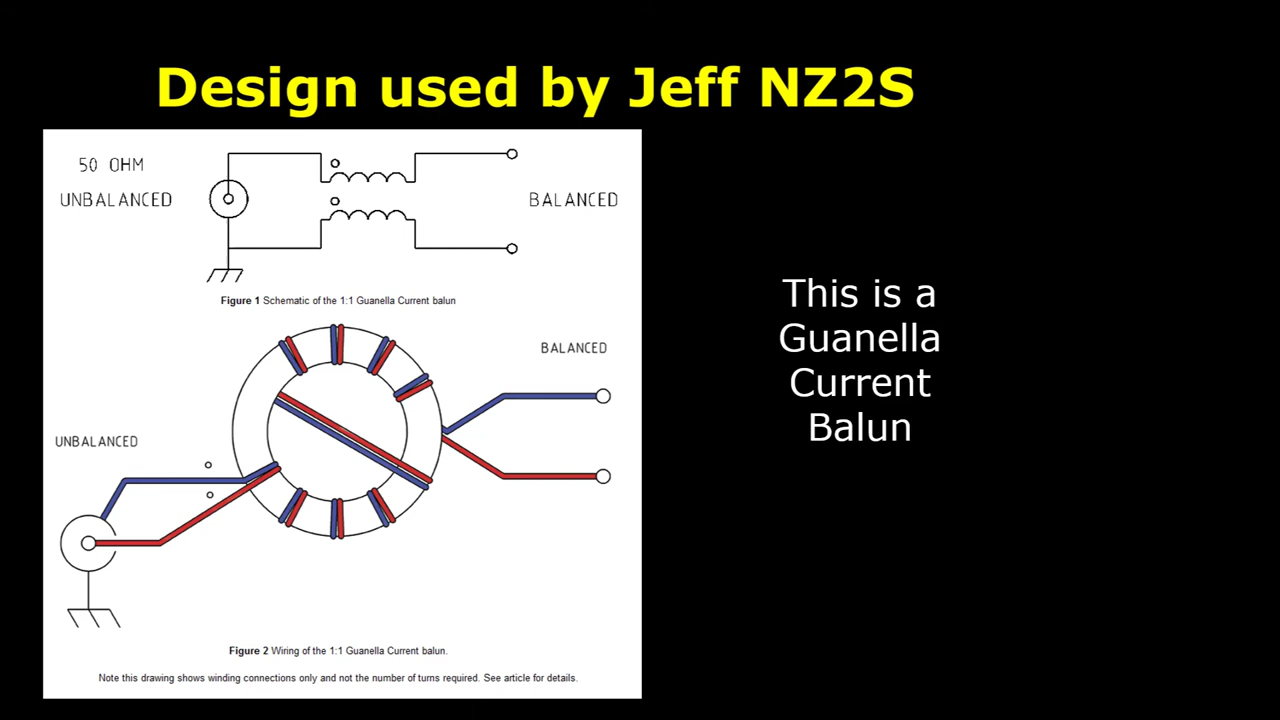 Design used by Jeff NZ2S
50 OHM
UNBALANCED
BALANCED
Figure 1 Schematic of the 1:1 Guanella Current balun
BALANCED
UNBALANCED
Figure 2 Wiring of the 1:1 Guanella Current balun.
Note this drawing shows winding connections only and not the number of turns required. See article for details.
This is a
Guanella
Current
Balun